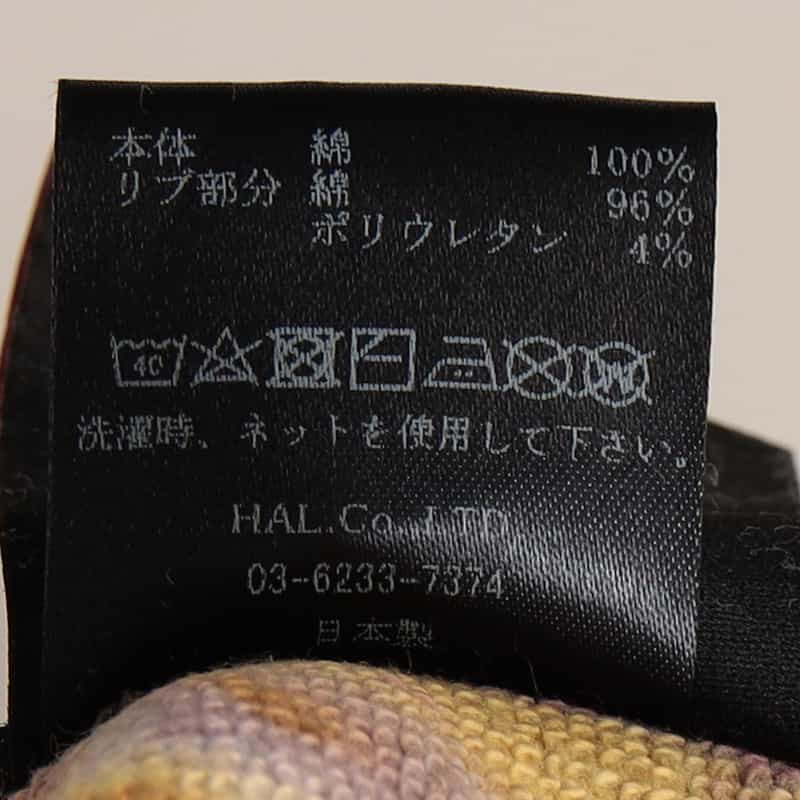 本体 綿 100%
リブ部分 綿 96%
ポリウレタン 4%
40 W
洗濯時、ネットを使用して下さい。
HAL.Co.,LTD
03-6233-7374
日本製